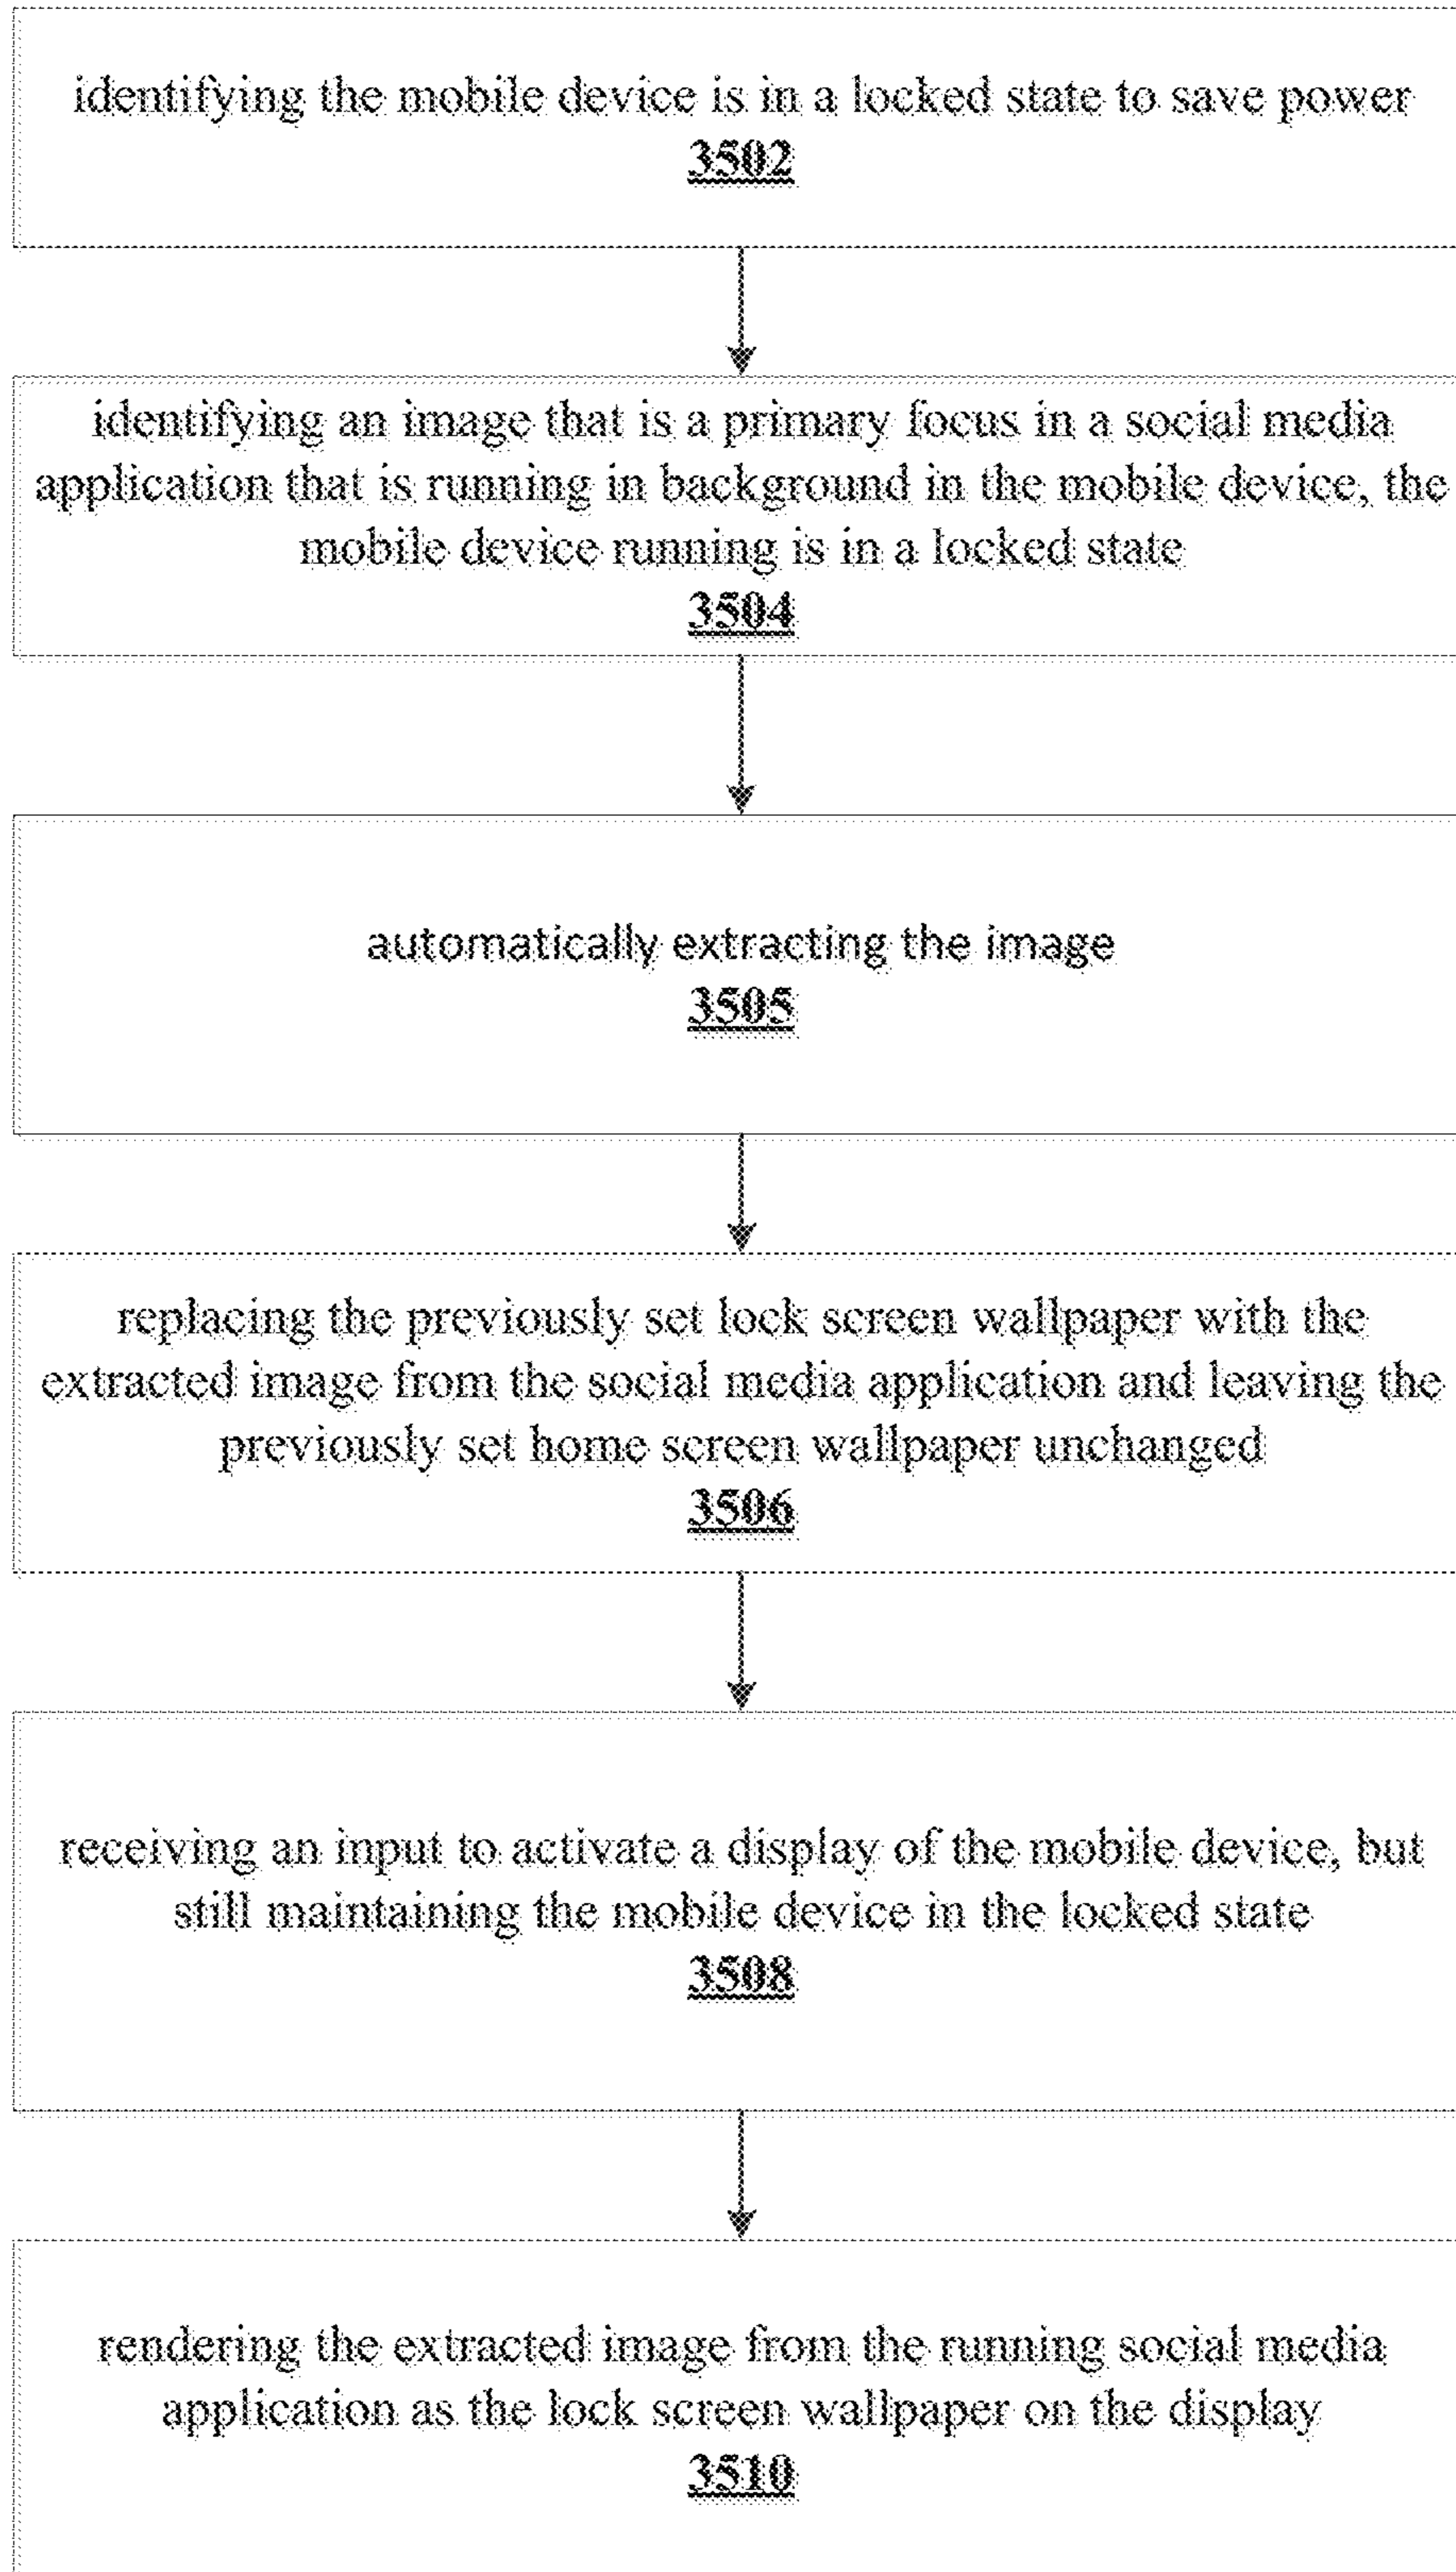 identifying the mobile device is in a locked state to save power
3502
identifying an image that is a primary focus in a social media
application that is running in background in the mobile device, the
mobile device running is in a locked state
3504
automatically extracting the image
3505
replacing the previously set lock screen wallpaper with the
extracted image from the social media application and leaving the
previously set home screen wallpaper unchanged
3506
receiving an input to activate a display of the mobile device, but
still maintaining the mobile device in the locked state
3508
rendering the extracted image from the running social media
application as the lock screen wallpaper on the display
3510